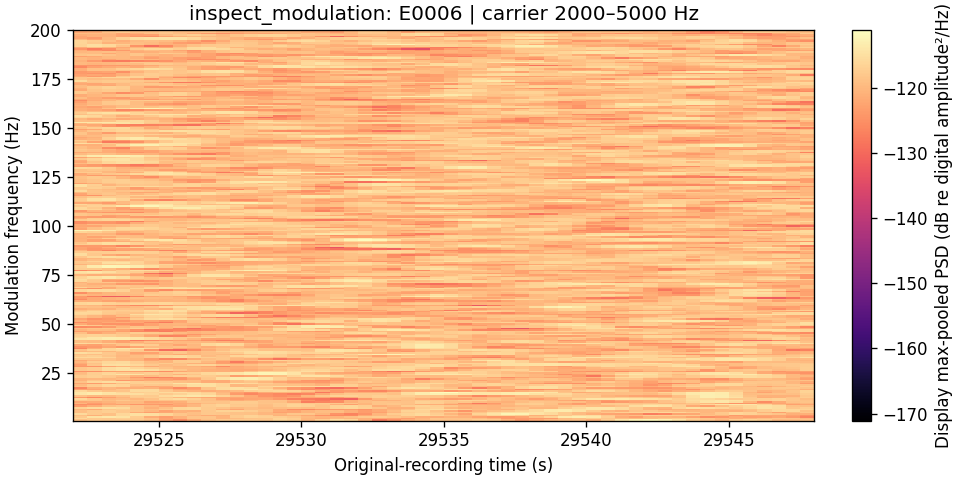 inspect_modulation: E0006 | carrier 2000–5000 Hz
200
175
150
125
100
75
50
25
Modulation frequency (Hz)
29525 29530 29535 29540 29545
Original-recording time (s)
−120
−130
−140
−150
−160
−170
Display max-pooled PSD (dB re digital amplitude²/Hz)